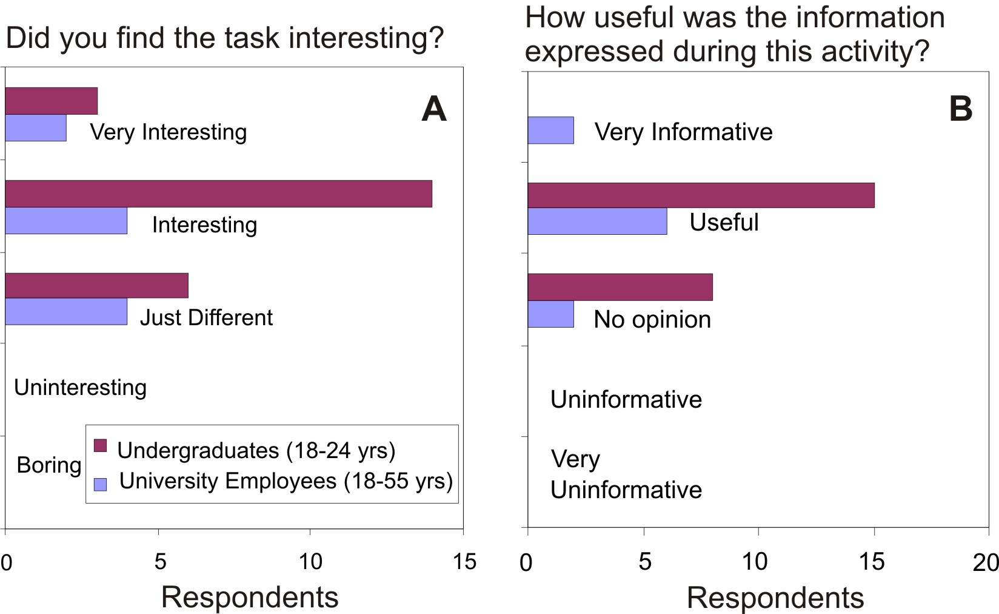 Did you find the task interesting?
A
Very Interesting
Interesting
Just Different
Uninteresting
Boring
Undergraduates (18-24 yrs)
University Employees (18-55 yrs)
0 5 10 15
Respondents
How useful was the information
expressed during this activity?
B
Very Informative
Useful
No opinion
Uninformative
Very
Uninformative
0 5 10 15 20
Respondents